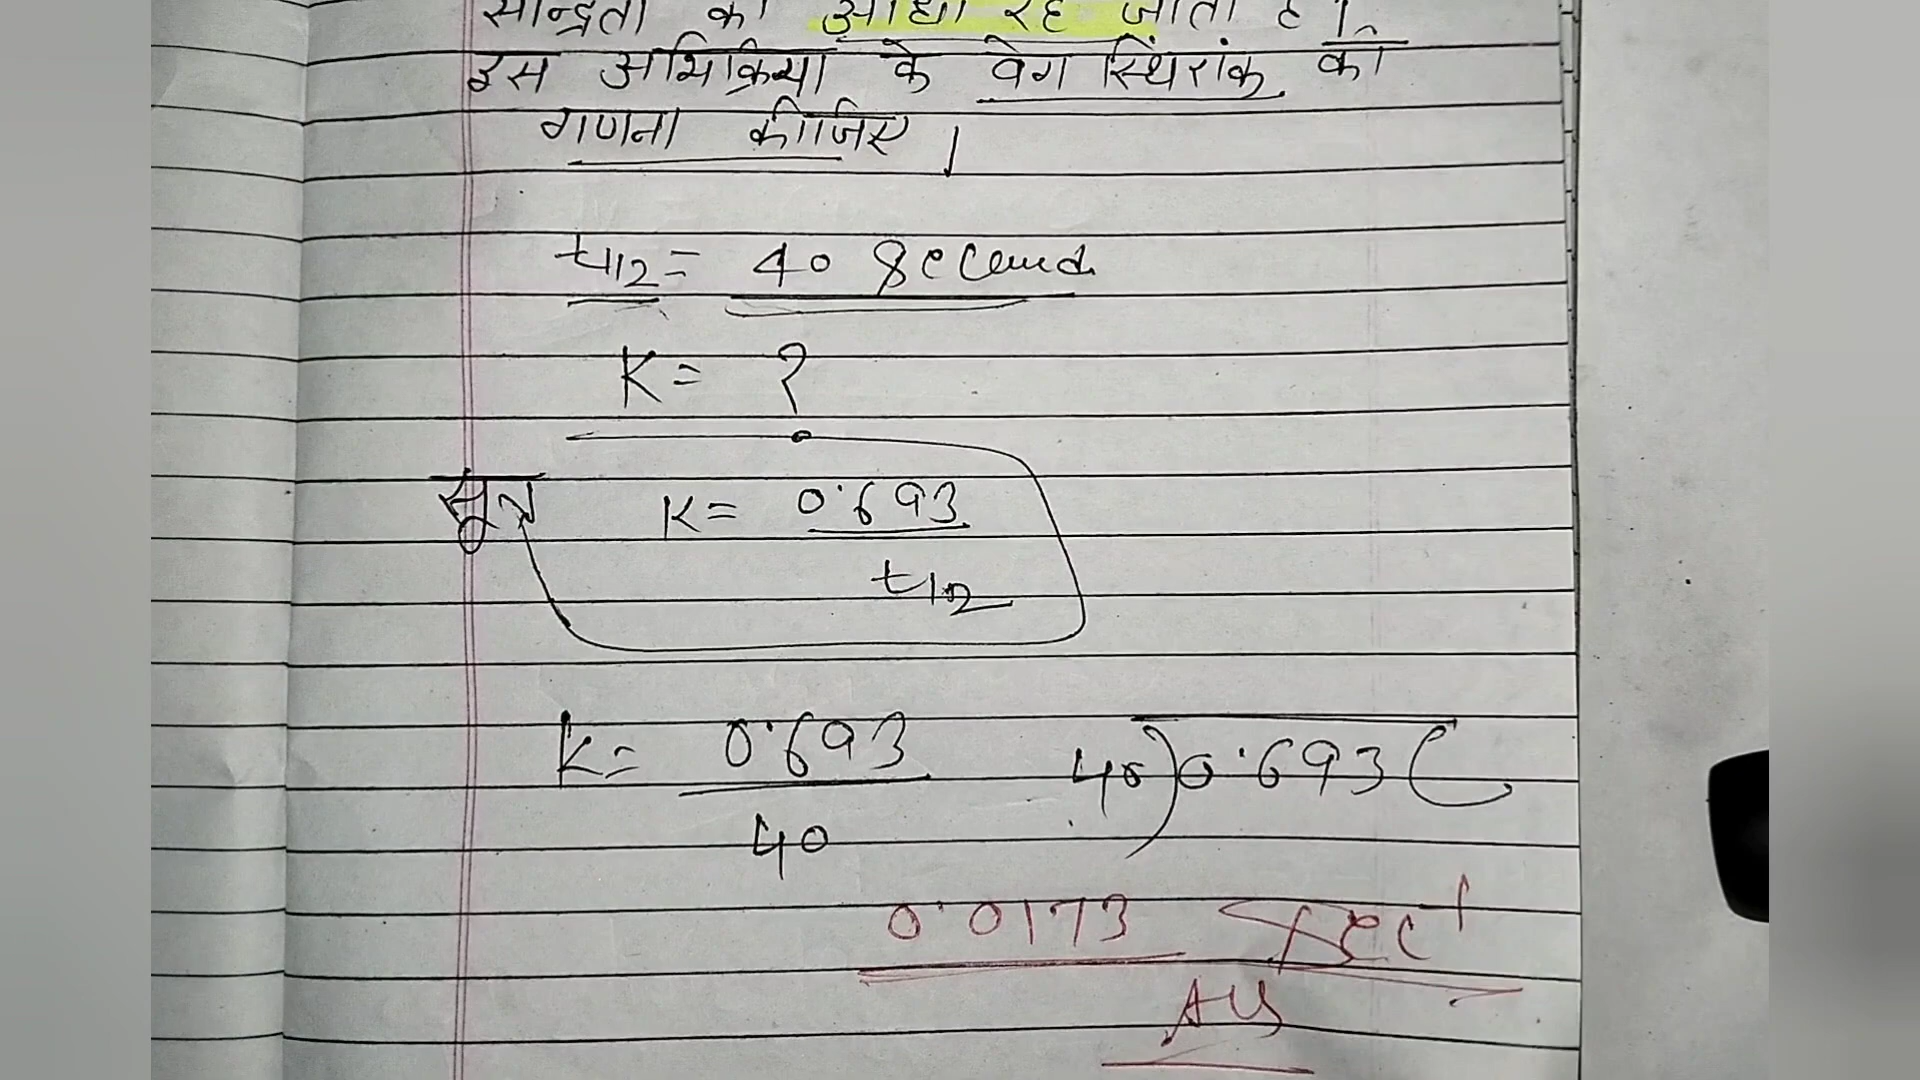 सान्द्रता की आधी रह जाती है।
इस अभिक्रिया के वेग स्थिरांक की
गणना कीजिए।
t1/2 = 40 Second
K = ?
सूत्र K = 0.693
t1/2
K = 0.693 40)0.693(
40
0.0173 Sec-1
Ans